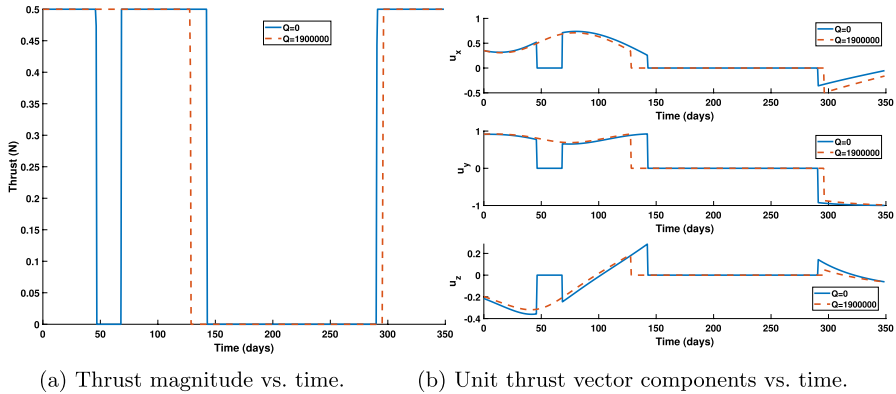 0.5
0.45
0.4
0.35
0.3
0.25
0.2
0.15
0.1
0.05
0
Thrust (N)
0 50 100 150 200 250 300 350
Time (days)
Q=0
Q=1900000
(a) Thrust magnitude vs. time.
1
0.5
0
-0.5
u_x
Q=0
Q=1900000
0 50 100 150 200 250 300 350
Time (days)
1
0
-1
u_y
Q=0
Q=1900000
0 50 100 150 200 250 300 350
Time (days)
0.2
0
-0.2
-0.4
u_z
Q=0
Q=1900000
0 50 100 150 200 250 300 350
Time (days)
(b) Unit thrust vector components vs. time.